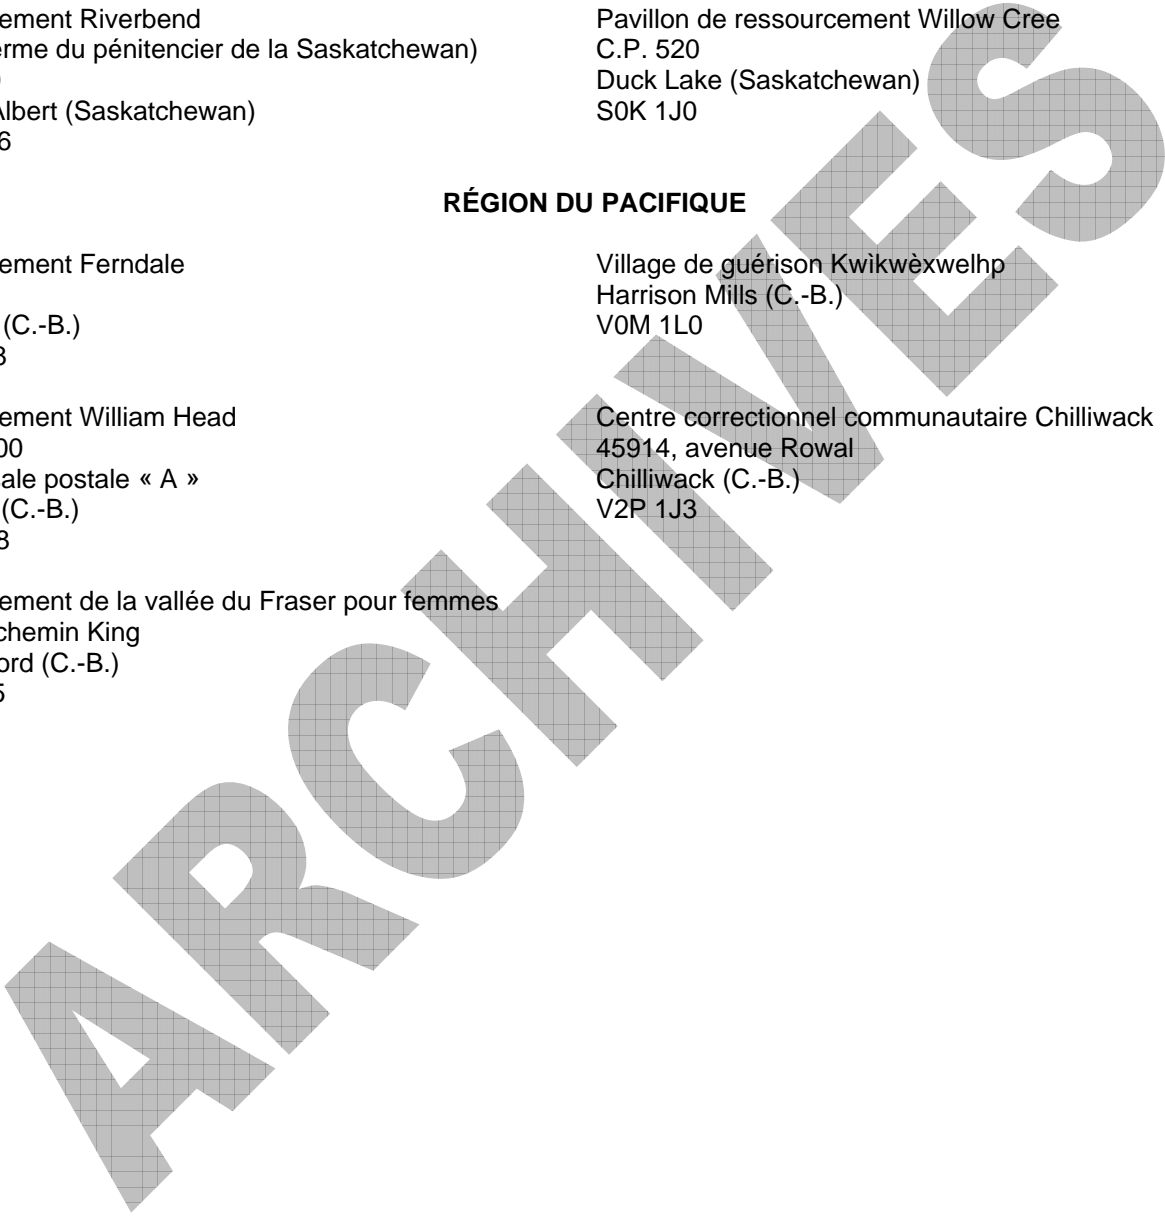 ement Riverbend
erme du pénitencier de la Saskatchewan)
Albert (Saskatchewan)
6
Pavillon de ressourcement Willow Cree
C.P. 520
Duck Lake (Saskatchewan)
S0K 1J0
RÉGION DU PACIFIQUE
ement Ferndale
(C.-B.)
3
Village de guérison Kwìkwèxwelhp
Harrison Mills (C.-B.)
V0M 1L0
ement William Head
00
ale postale « A »
(C.-B.)
8
Centre correctionnel communautaire Chilliwack
45914, avenue Rowal
Chilliwack (C.-B.)
V2P 1J3
ement de la vallée du Fraser pour femmes
chemin King
ord (C.-B.)
5
ARCHIVES